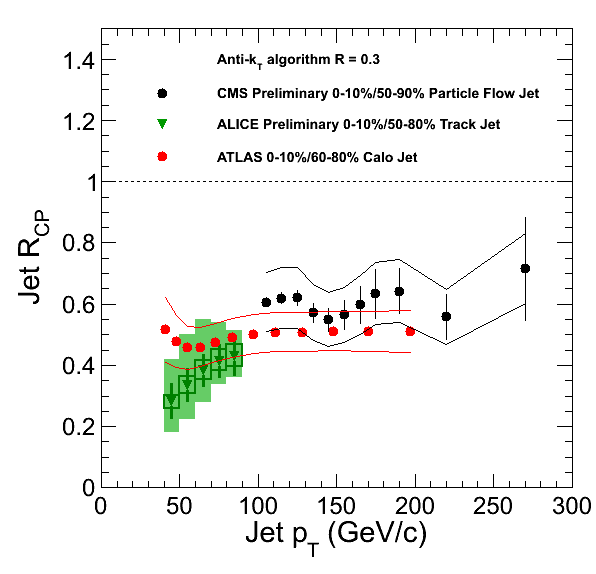 Anti-kT algorithm R = 0.3
CMS Preliminary 0-10%/50-90% Particle Flow Jet
ALICE Preliminary 0-10%/50-80% Track Jet
ATLAS 0-10%/60-80% Calo Jet
1.4
1.2
1
0.8
0.6
0.4
0.2
0
Jet RCP
0 50 100 150 200 250 300
Jet pT (GeV/c)